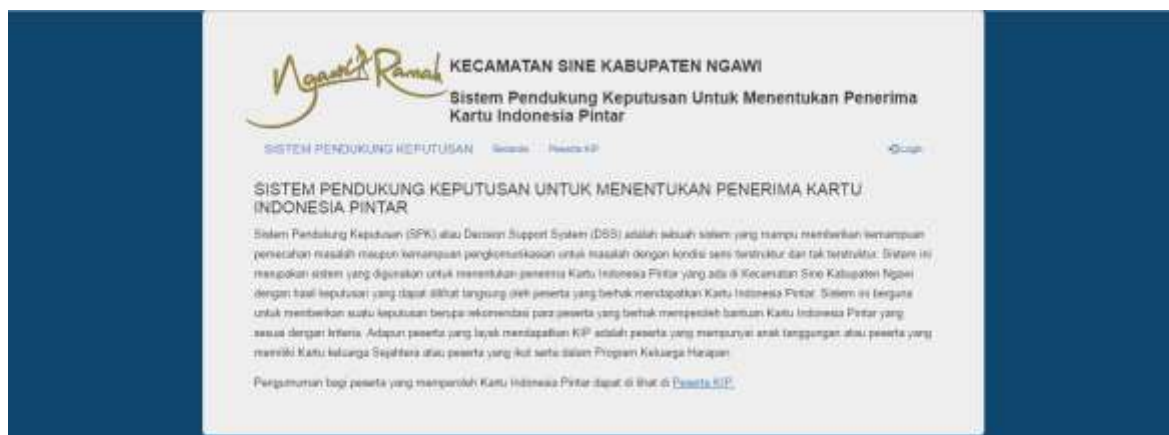 Ngawi Ramah
KECAMATAN SINE KABUPATEN NGAWI
Sistem Pendukung Keputusan Untuk Menentukan Penerima
Kartu Indonesia Pintar
SISTEM PENDUKUNG KEPUTUSAN Beranda Peserta KIP Login
SISTEM PENDUKUNG KEPUTUSAN UNTUK MENENTUKAN PENERIMA KARTU
INDONESIA PINTAR
Sistem Pendukung Keputusan (SPK) atau Decision Support System (DSS) adalah sebuah sistem yang mampu memberikan kemampuan
pemecahan masalah maupun kemampuan pengkomunikasian untuk masalah dengan kondisi semi terstruktur dan tak terstruktur. Sistem ini
merupakan sistem yang digunakan untuk menentukan penerima Kartu Indonesia Pintar yang ada di Kecamatan Sine Kabupaten Ngawi
dengan hasil keputusan yang dapat dilihat langsung oleh peserta yang berhak mendapatkan Kartu Indonesia Pintar. Sistem ini berguna
untuk memberikan suatu keputusan berupa rekomendasi para peserta yang berhak memperoleh bantuan Kartu Indonesia Pintar yang
sesuai dengan kriteria. Adapun peserta yang layak mendapatkan KIP adalah peserta yang mempunyai anak tanggungan atau peserta yang
memiliki Kartu keluarga Sejahtera atau peserta yang ikut serta dalam Program Keluarga Harapan.
Pengumuman bagi peserta yang memperoleh Kartu Indonesia Pintar dapat di lihat di Peserta KIP.